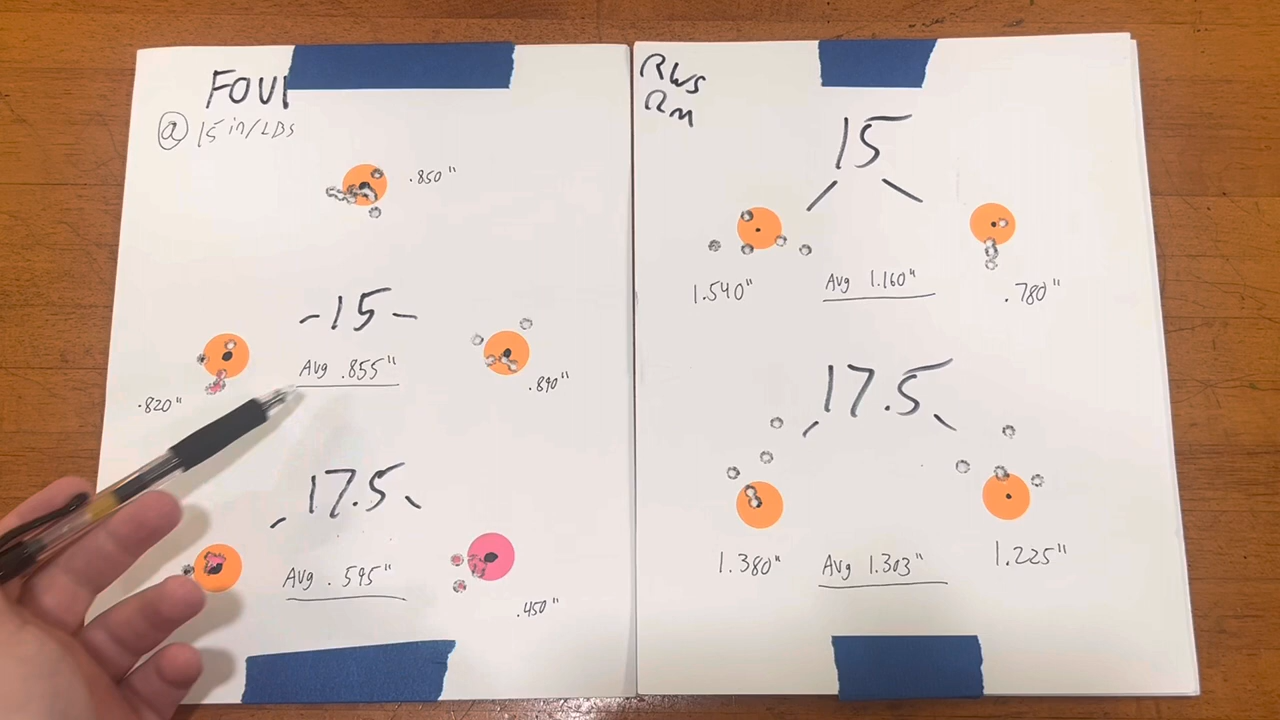 @ 15 in/LBS
.850"
-15-
Avg .855"
.820"
.890"
17.5
Avg .595"
.450"
RWS
RM
15
1.540"
Avg 1.160"
.780"
17.5
1.380"
Avg 1.303"
1.225"